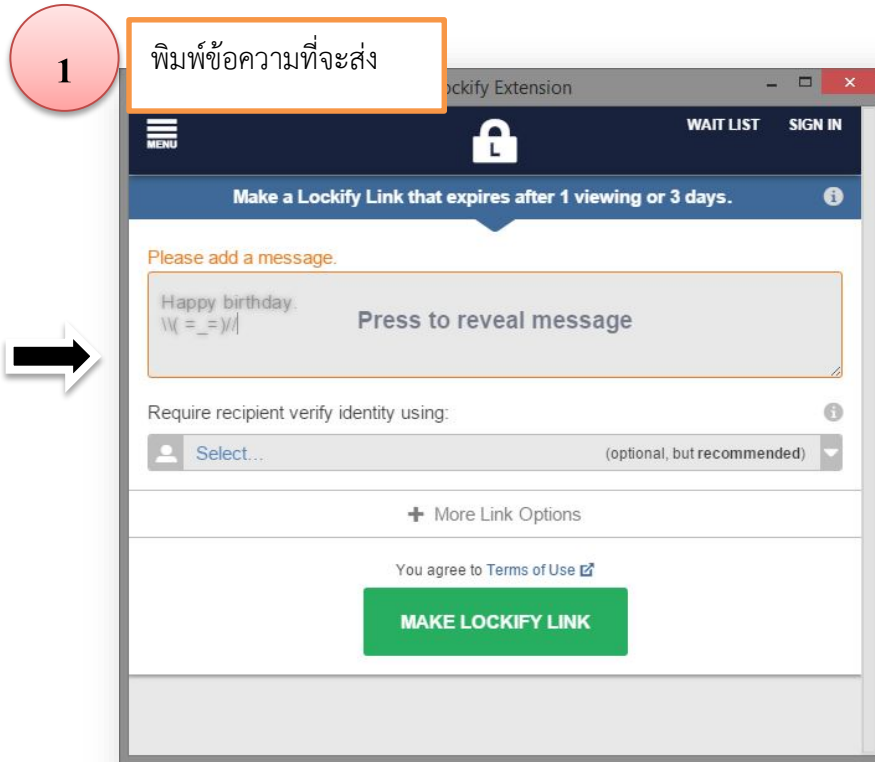 1
พิมพ์ข้อความที่จะส่ง
ockify Extension
MENU
L
WAIT LIST SIGN IN
Make a Lockify Link that expires after 1 viewing or 3 days.
Please add a message.
Happy birthday.
\\( =_=)//
Press to reveal message
Require recipient verify identity using:
Select... (optional, but recommended)
+ More Link Options
You agree to Terms of Use
MAKE LOCKIFY LINK